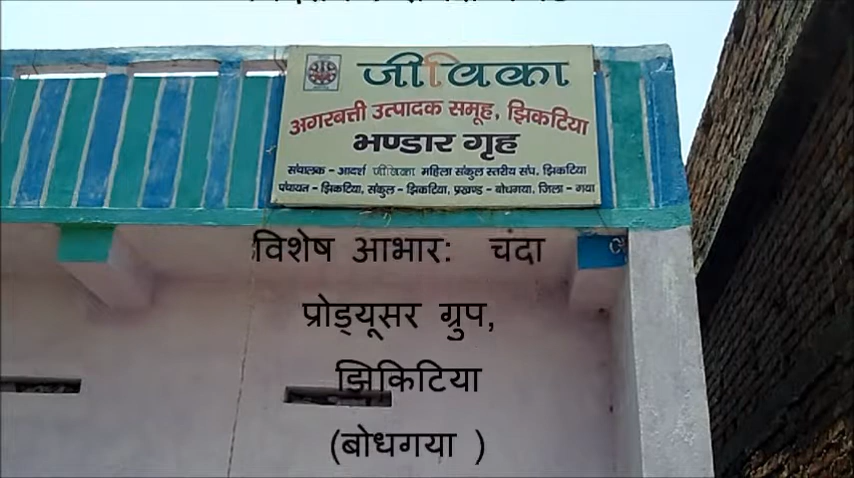 जीविका
अगरबत्ती उत्पादक समूह, झिकटिया
भण्डार गृह
संचालक - आदर्श जीविका महिला संकुल स्तरीय संघ, झिकटिया
पंचायत - झिकटिया, संकुल - झिकटिया, प्रखण्ड - बोधगया, जिला - गया
विशेष आभार: चंदा
प्रोड्यूसर ग्रुप,
झिकिटिया
(बोधगया )